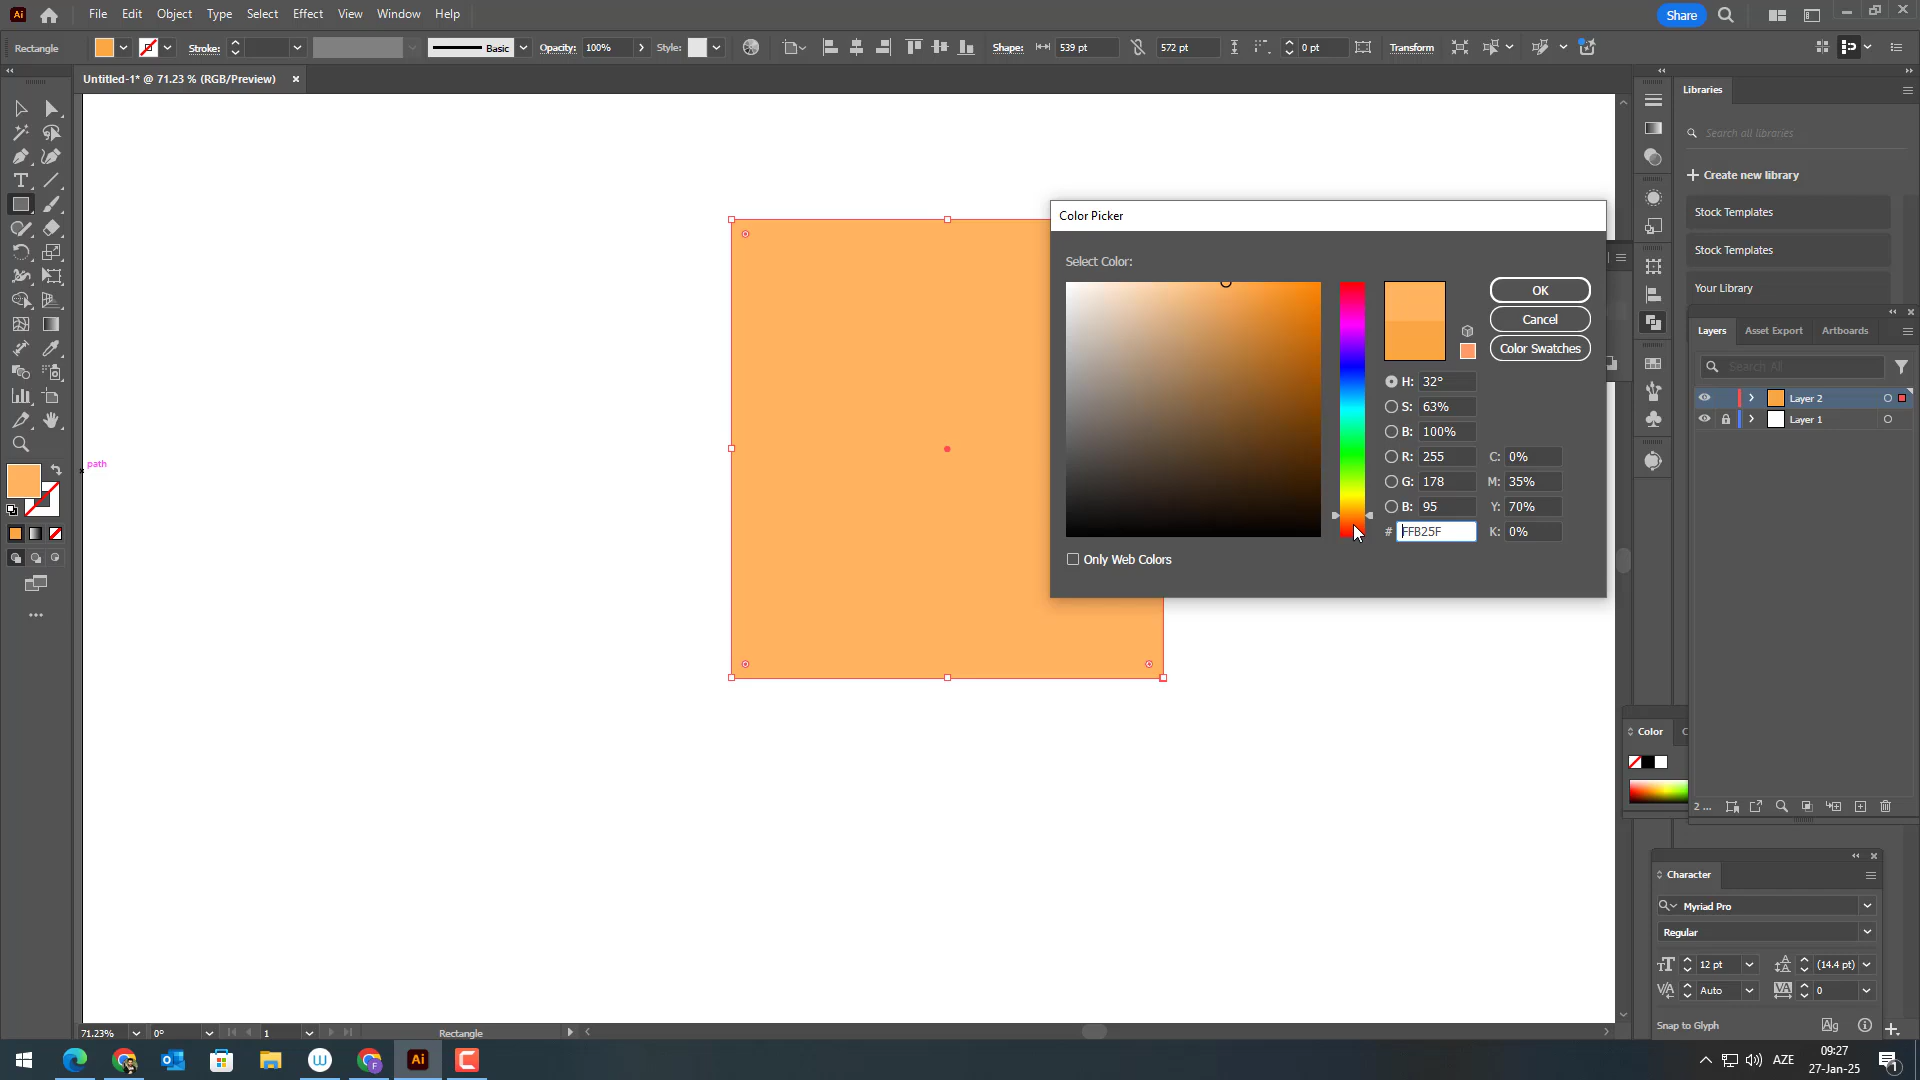 Ai File Edit Object Type Select Effect View Window Help Share
Rectangle Stroke: Basic Opacity: 100% Style: Shape: 539 pt 572 pt 0 pt Transform
Untitled-1* @ 71.23 % (RGB/Preview)
Libraries
Search all libraries
Create new library
Stock Templates
Stock Templates
Your Library
Color Picker
Select Color:
OK
Cancel
Color Swatches
H: 32°
S: 63%
B: 100%
R: 255 C: 0%
G: 178 M: 35%
B: 95 Y: 70%
# FFB25F K: 0%
Only Web Colors
path
Layers Asset Export Artboards
Search All
Layer 2
Layer 1
Color
2 ...
Character
Myriad Pro
Regular
12 pt (14.4 pt)
Auto 0
Snap to Glyph
71.23% 0° 1 Rectangle
AZE 09:27
27-Jan-25
1